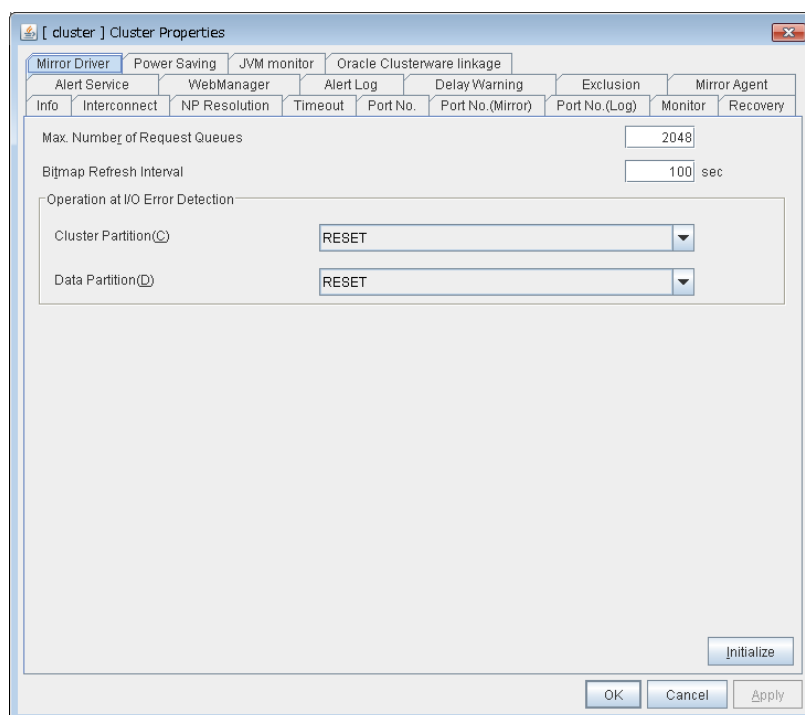 [ cluster ] Cluster Properties
Mirror Driver Power Saving JVM monitor Oracle Clusterware linkage
Alert Service WebManager Alert Log Delay Warning Exclusion Mirror Agent
Info Interconnect NP Resolution Timeout Port No. Port No.(Mirror) Port No.(Log) Monitor Recovery
Max. Number of Request Queues 2048
Bitmap Refresh Interval 100 sec
Operation at I/O Error Detection
Cluster Partition(C) RESET
Data Partition(D) RESET
Initialize
OK Cancel Apply